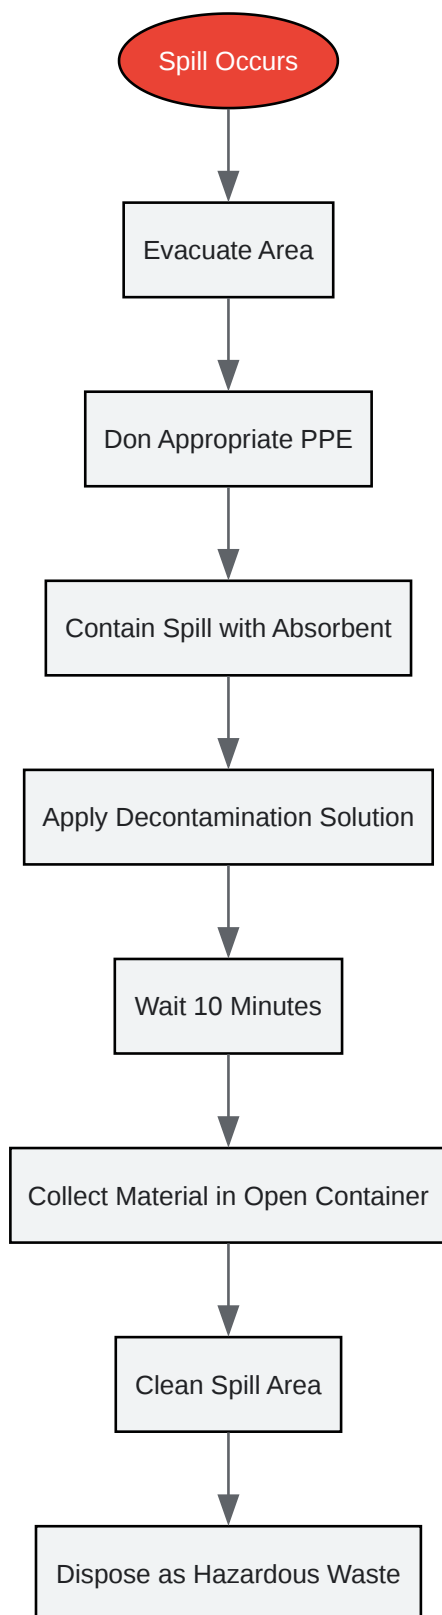 Spill Occurs
Evacuate Area
Don Appropriate PPE
Contain Spill with Absorbent
Apply Decontamination Solution
Wait 10 Minutes
Collect Material in Open Container
Clean Spill Area
Dispose as Hazardous Waste